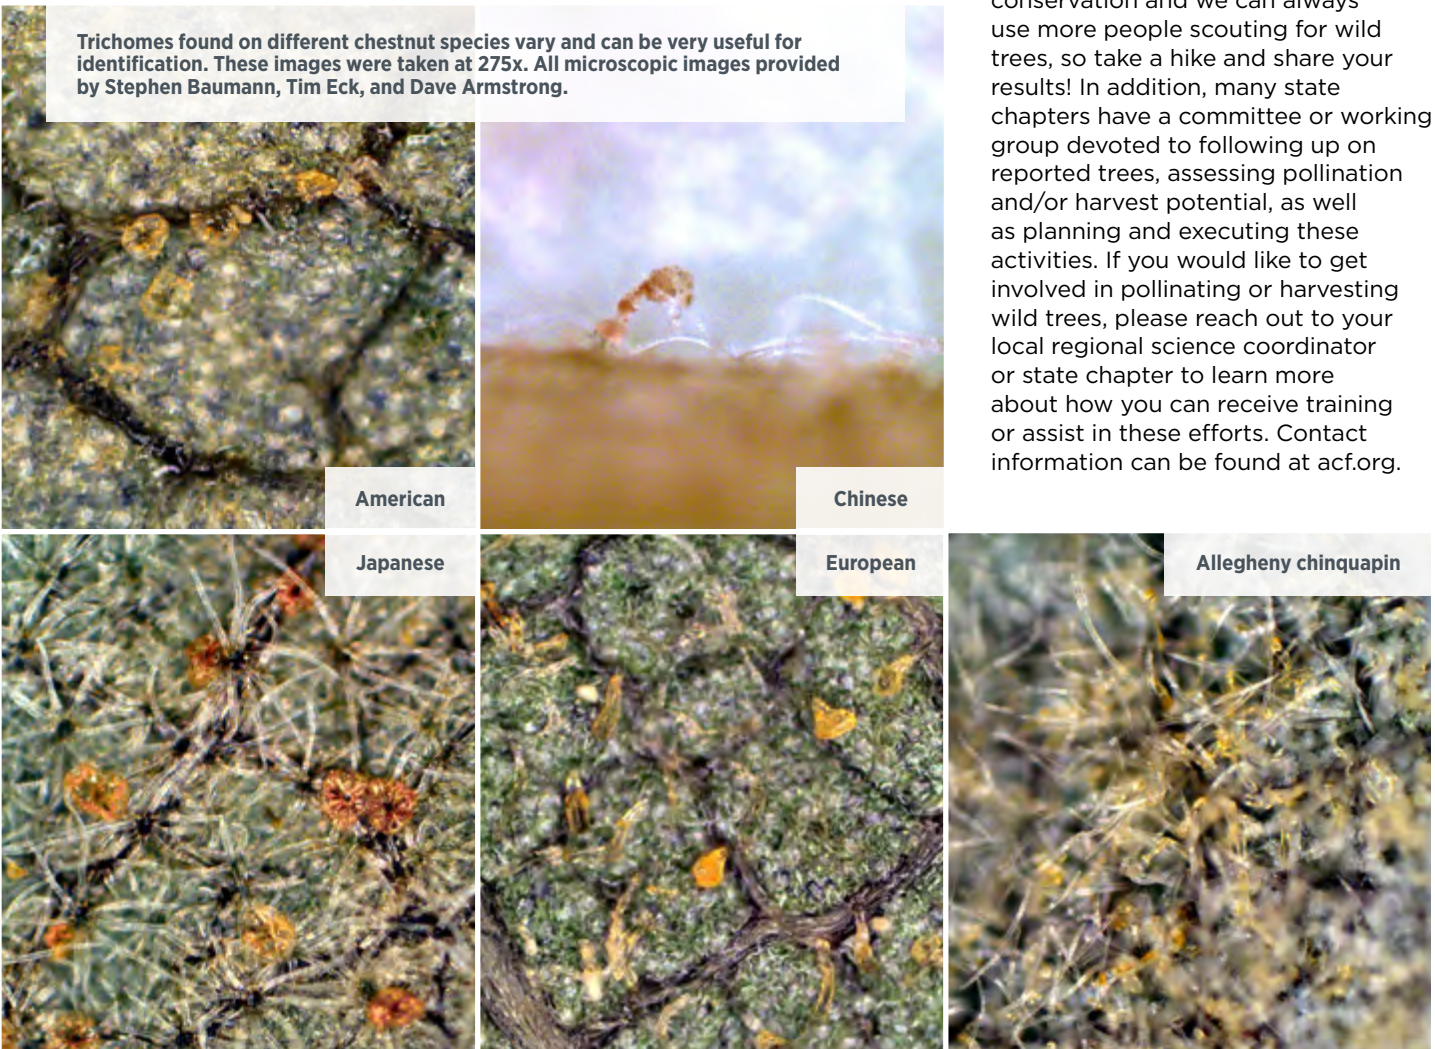 Trichomes found on different chestnut species vary and can be very useful for
identification. These images were taken at 275x. All microscopic images provided
by Stephen Baumann, Tim Eck, and Dave Armstrong.
conservation and we can always
use more people scouting for wild
trees, so take a hike and share your
results! In addition, many state
chapters have a committee or working
group devoted to following up on
reported trees, assessing pollination
and/or harvest potential, as well
as planning and executing these
activities. If you would like to get
involved in pollinating or harvesting
wild trees, please reach out to your
local regional science coordinator
or state chapter to learn more
about how you can receive training
or assist in these efforts. Contact
information can be found at acf.org.
American
Chinese
Japanese
European
Allegheny chinquapin